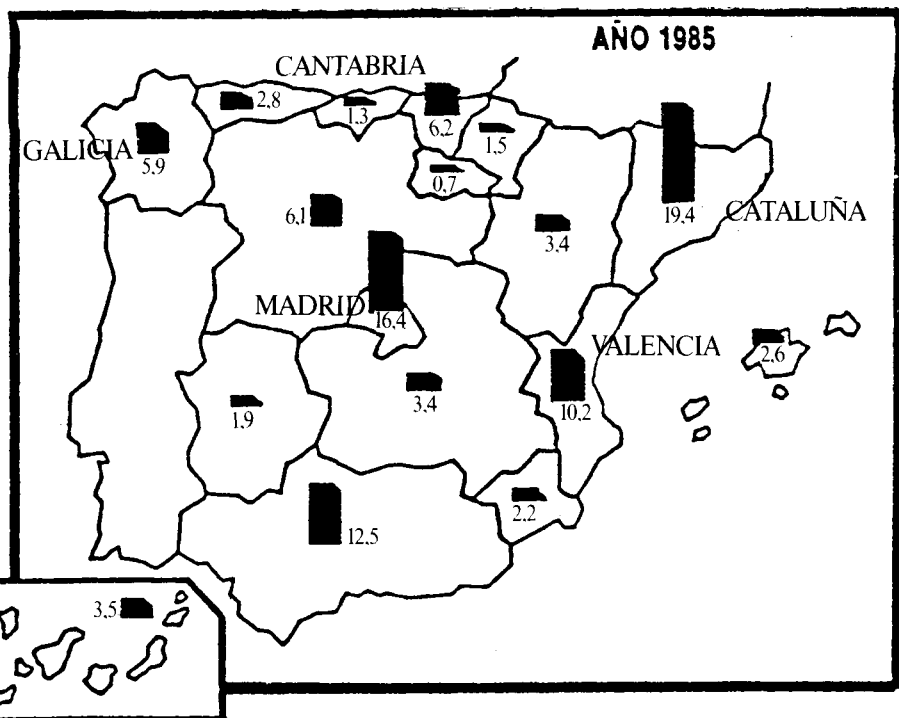 AÑO 1985
CANTABRIA
2,8
1,3
6,2
1,5
GALICIA
5,9
0,7
6,1
3,4
19,4
CATALUÑA
MADRID
16,4
VALENCIA
2,6
1,9
3,4
10,2
2,2
12,5
3,5